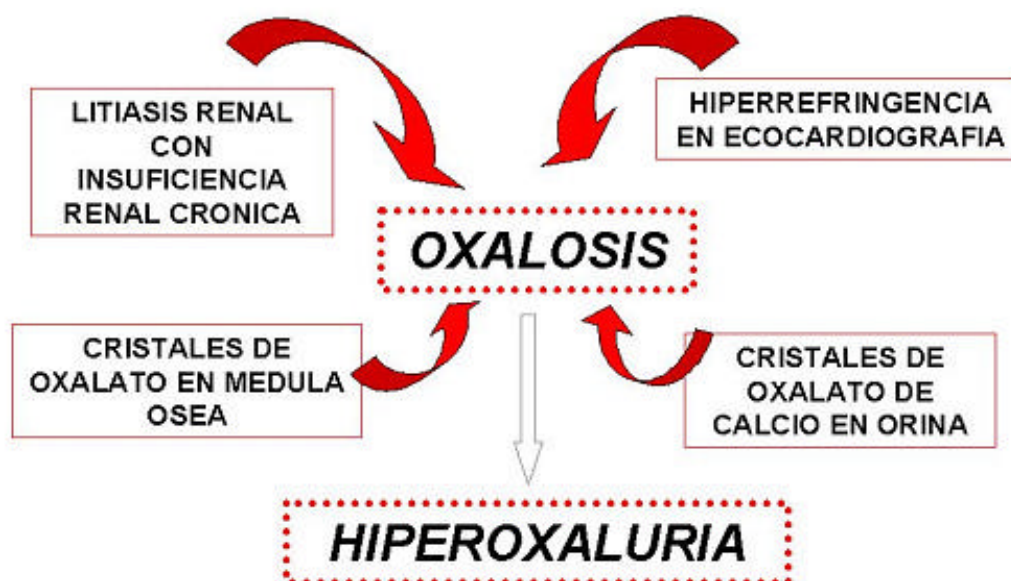 LITIASIS RENAL
CON
INSUFICIENCIA
RENAL CRONICA
HIPERREFRINGENCIA
EN ECOCARDIOGRAFIA
OXALOSIS
CRISTALES DE
OXALATO EN MEDULA
OSEA
CRISTALES DE
OXALATO DE
CALCIO EN ORINA
HIPEROXALURIA